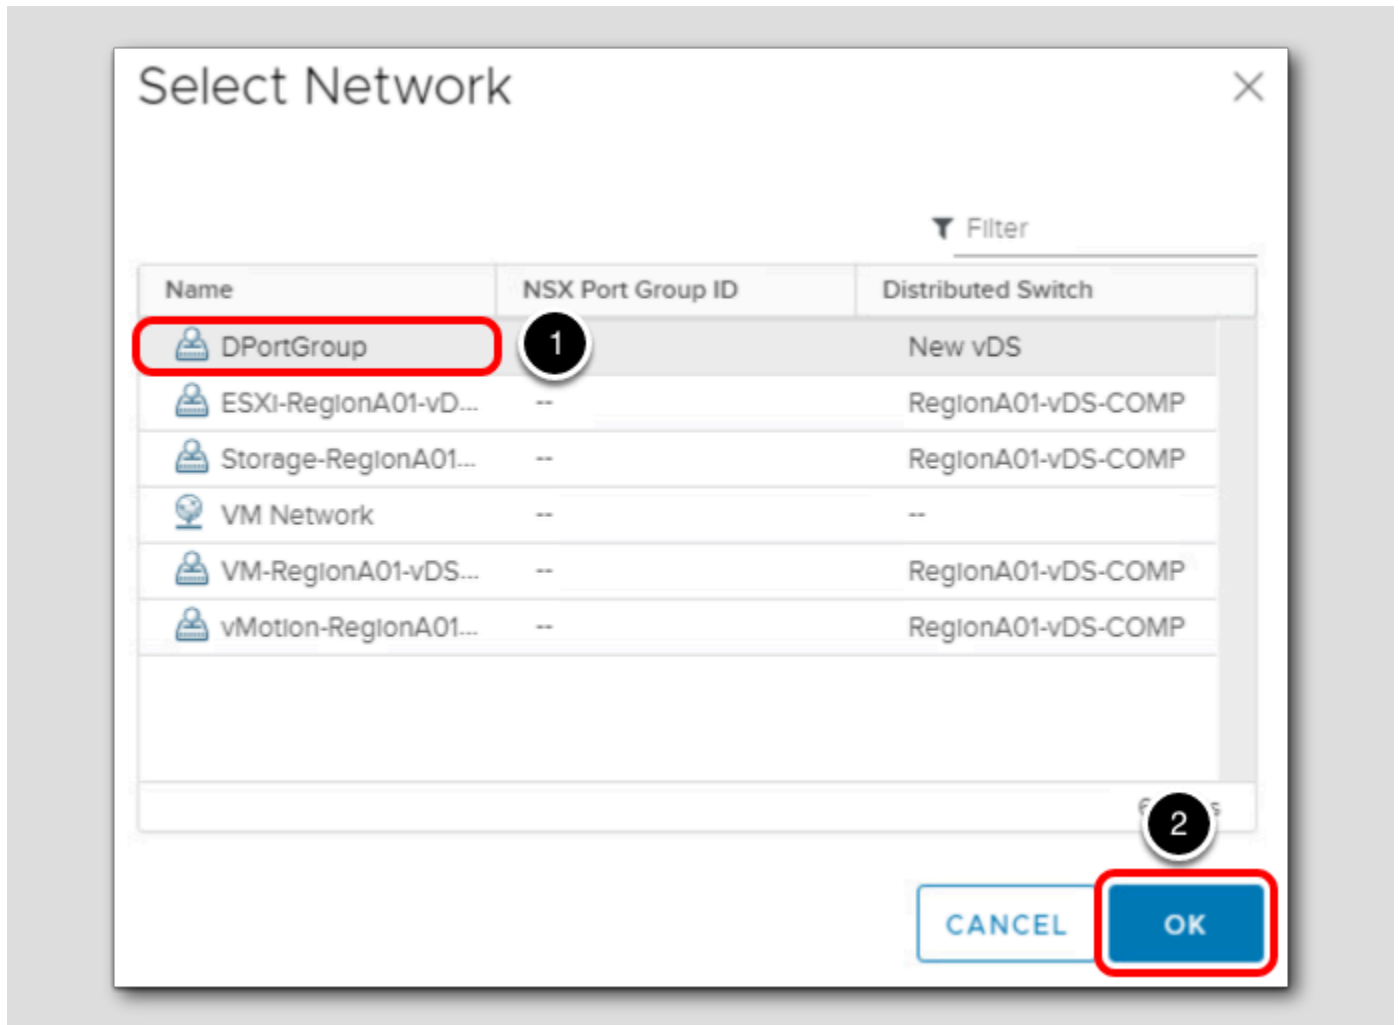 Select Network
Filter
Name NSX Port Group ID Distributed Switch
DPortGroup 1 New vDS
ESXi-RegionA01-vD... -- RegionA01-vDS-COMP
Storage-RegionA01... -- RegionA01-vDS-COMP
VM Network -- --
VM-RegionA01-vDS... -- RegionA01-vDS-COMP
vMotion-RegionA01... -- RegionA01-vDS-COMP
2
CANCEL OK